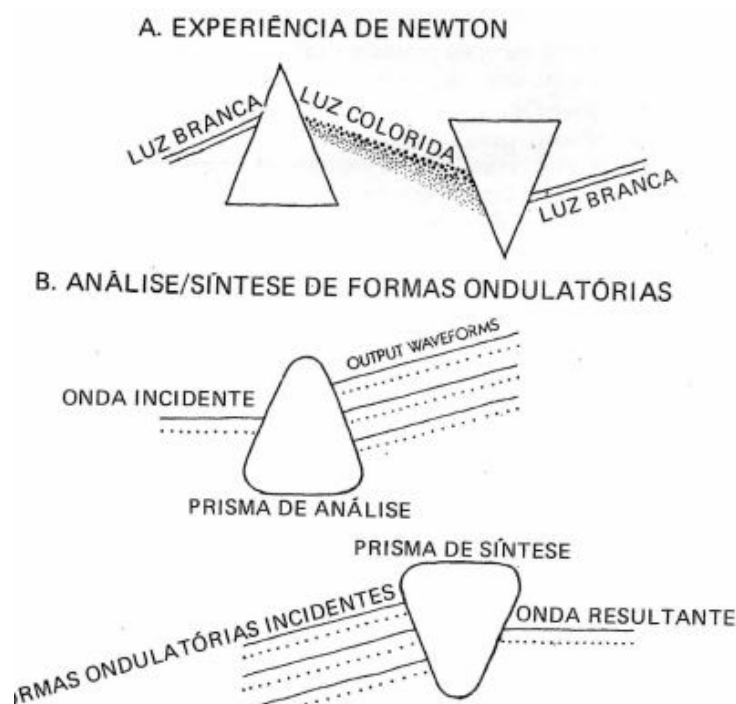 A. EXPERIÊNCIA DE NEWTON
LUZ BRANCA
LUZ COLORIDA
LUZ BRANCA
B. ANÁLISE/SÍNTESE DE FORMAS ONDULATÓRIAS
OUTPUT WAVEFORMS
ONDA INCIDENTE
PRISMA DE ANÁLISE
PRISMA DE SÍNTESE
RMAS ONDULATÓRIAS INCIDENTES
ONDA RESULTANTE